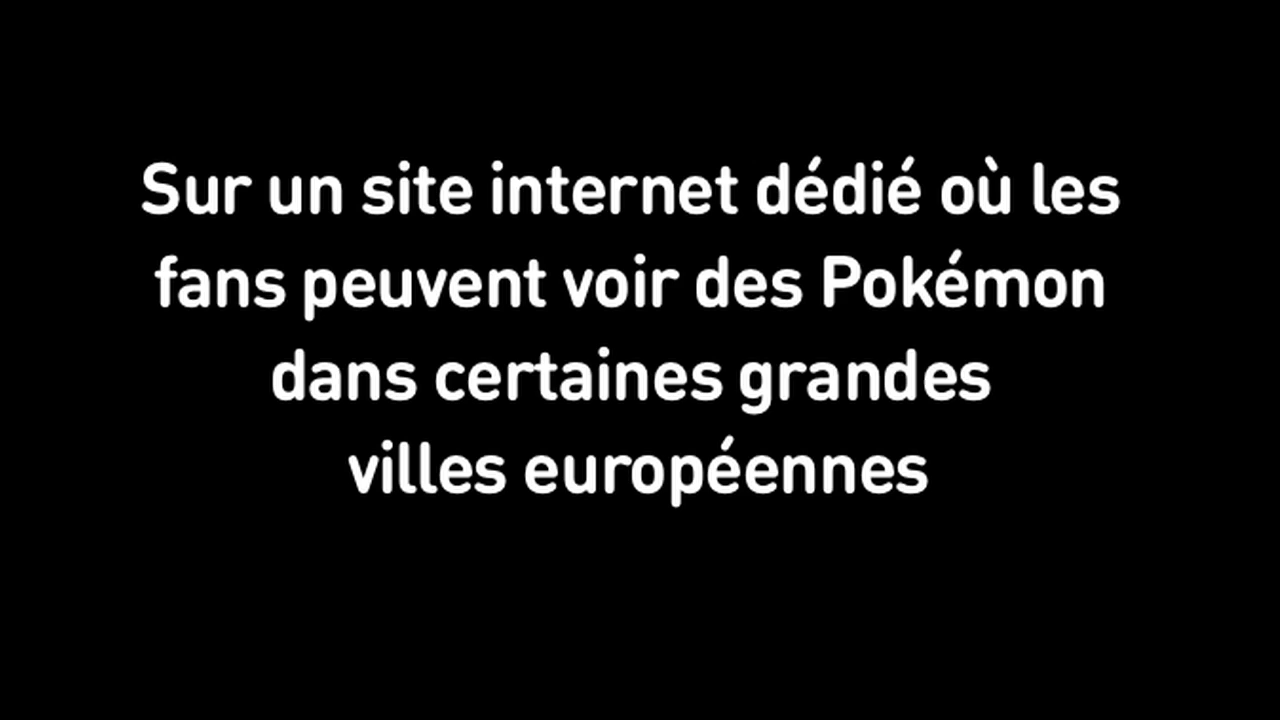 Sur un site internet dédié où les
fans peuvent voir des Pokémon
dans certaines grandes
villes européennes